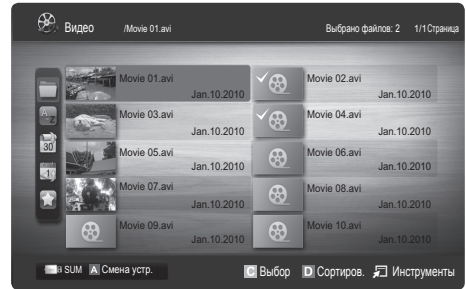 Видео /Movie 01.avi Выбрано файлов: 2 1/1Страница
Movie 01.avi Movie 02.avi
Jan.10.2010 Jan.10.2010
Movie 03.avi Movie 04.avi
Jan.10.2010 Jan.10.2010
Movie 05.avi Movie 06.avi
Jan.10.2010 Jan.10.2010
Movie 07.avi Movie 08.avi
Jan.10.2010 Jan.10.2010
Movie 09.avi Movie 10.avi
Jan.10.2010 Jan.10.2010
30
1
a SUM A Смена устр. C Выбор D Сортиров. Инструменты